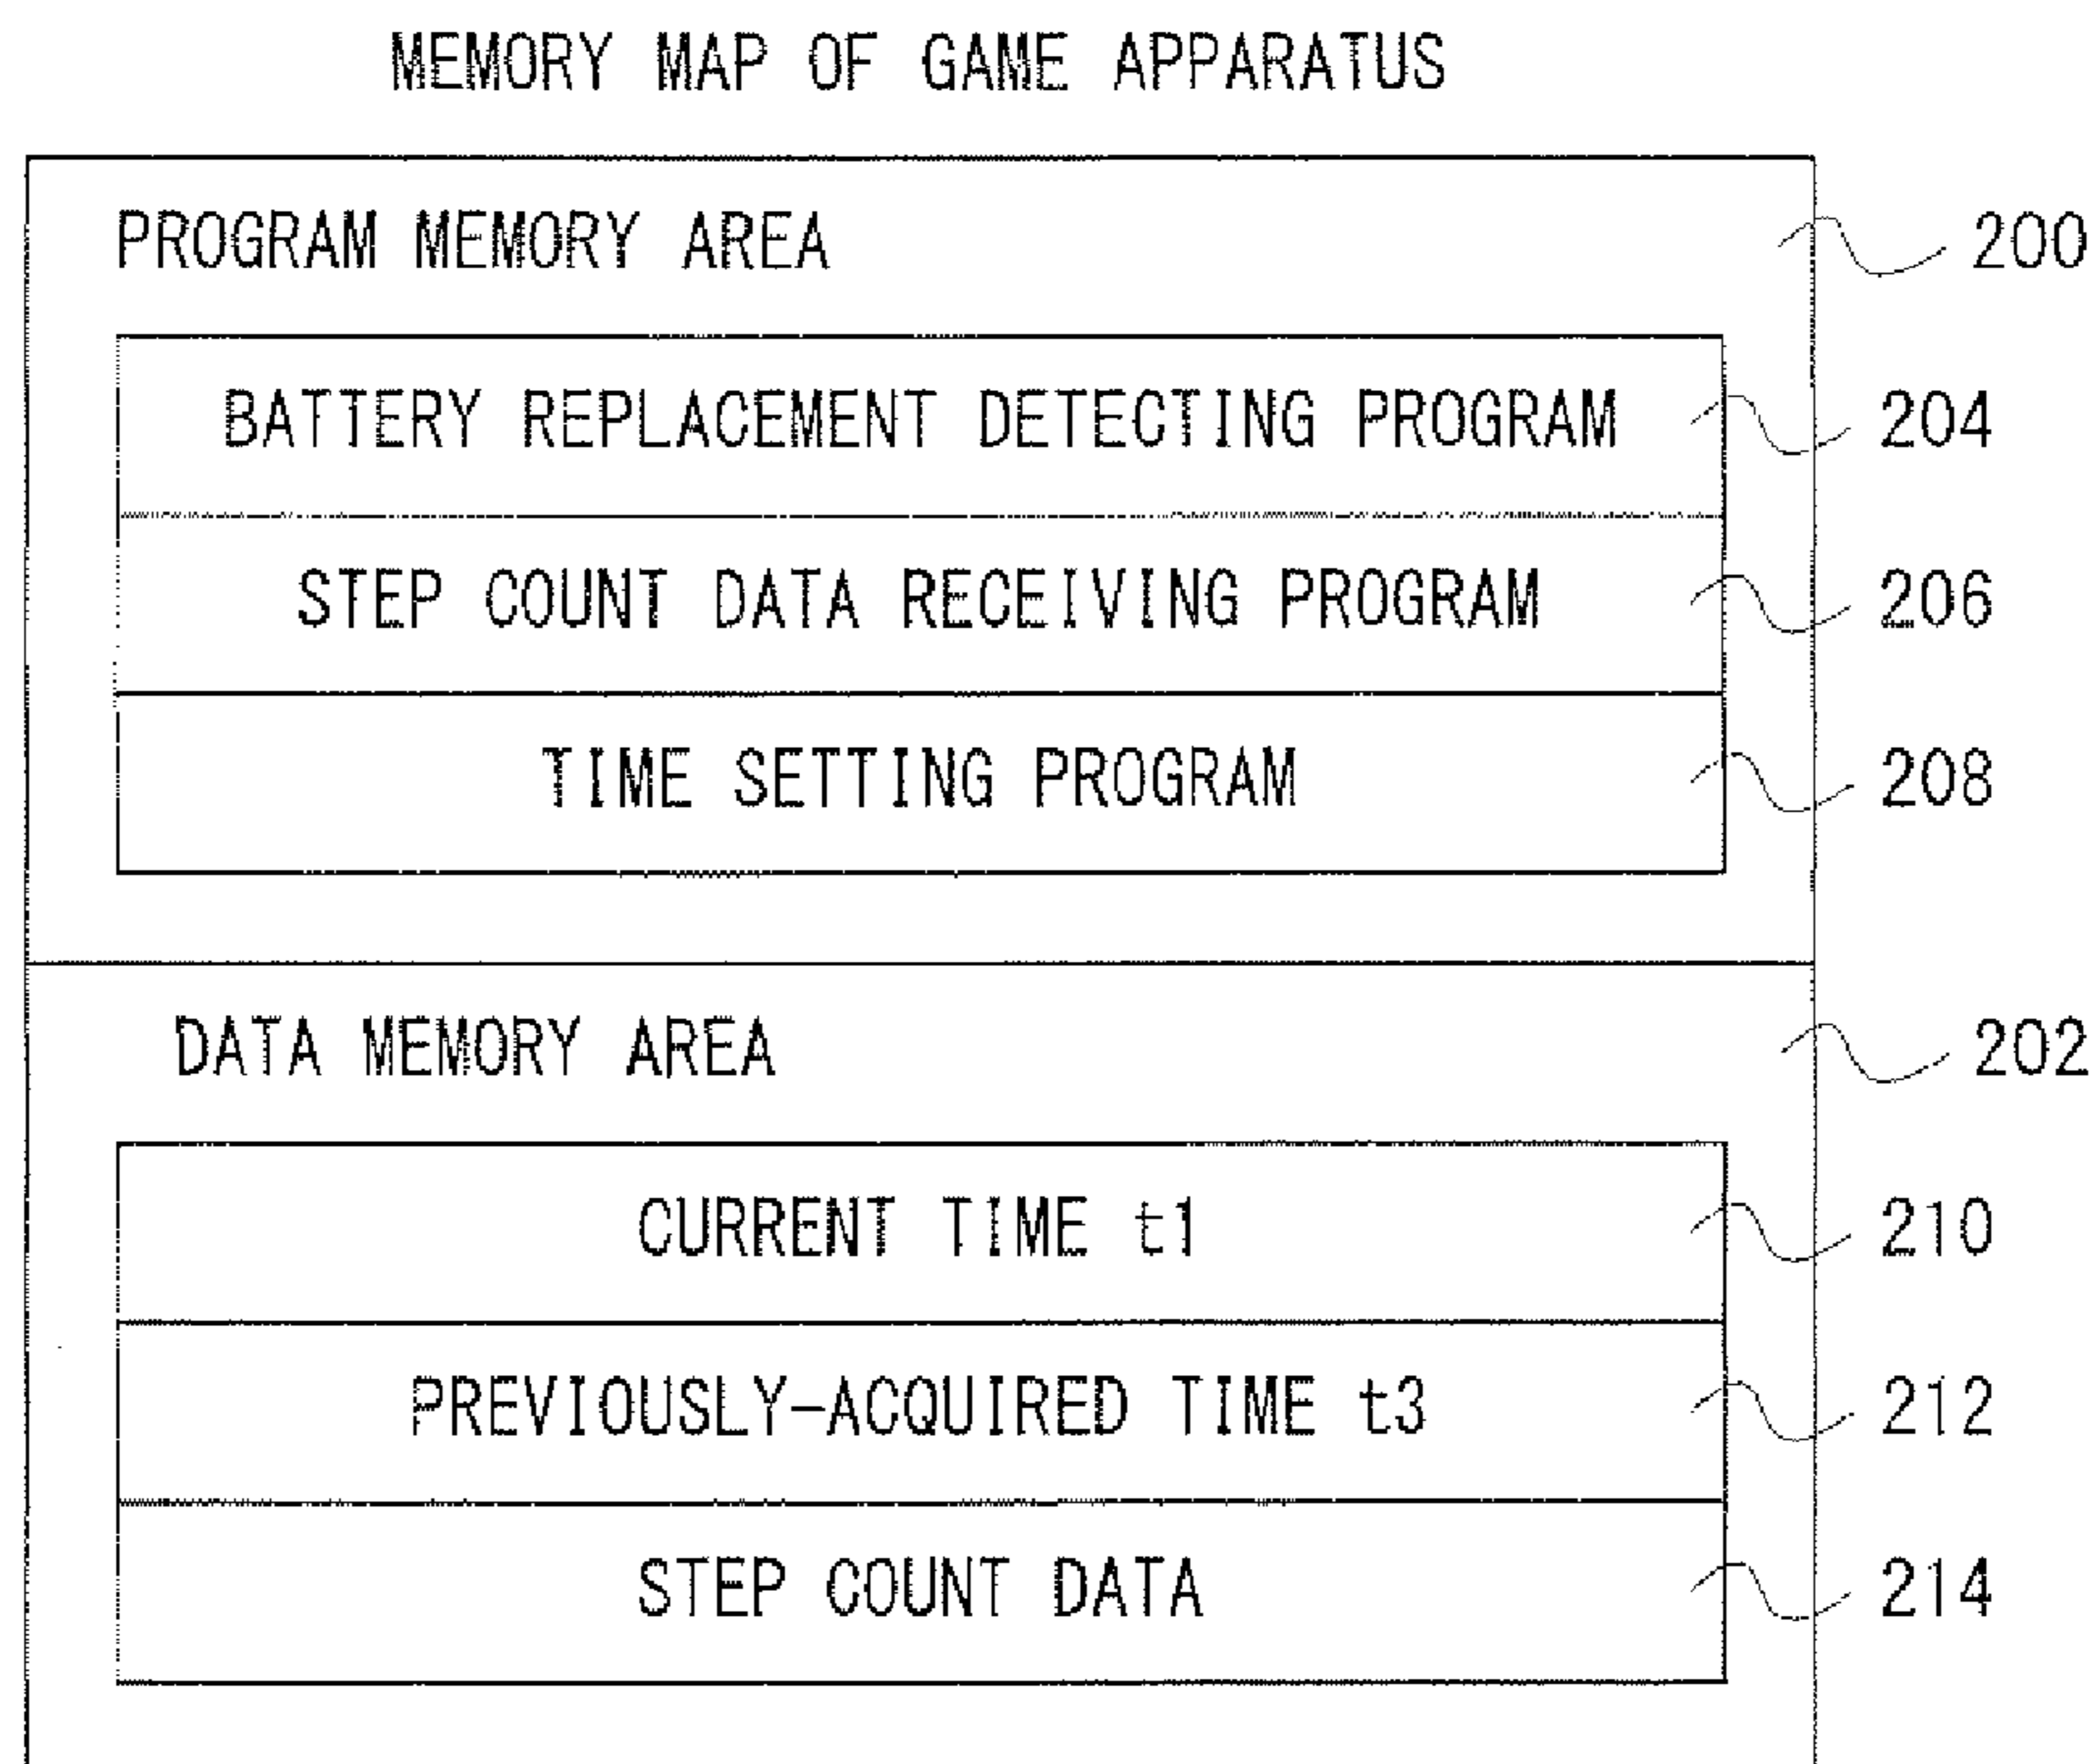 MEMORY MAP OF GAME APPARATUS
PROGRAM MEMORY AREA 200
BATTERY REPLACEMENT DETECTING PROGRAM 204
STEP COUNT DATA RECEIVING PROGRAM 206
TIME SETTING PROGRAM 208
DATA MEMORY AREA 202
CURRENT TIME t1 210
PREVIOUSLY-ACQUIRED TIME t3 212
STEP COUNT DATA 214